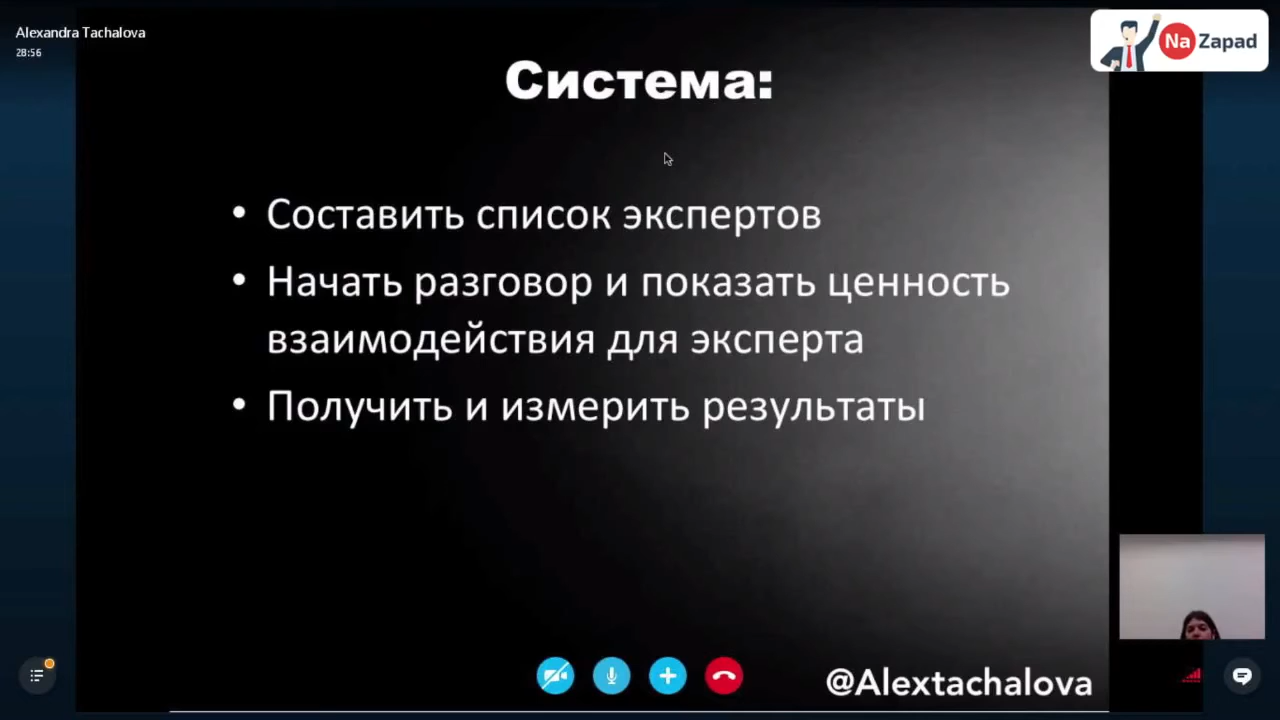 Alexandra Tachalova
28:56
Na Zapad
Система:
• Составить список экспертов
• Начать разговор и показать ценность
взаимодействия для эксперта
• Получить и измерить результаты
@Alextachalova